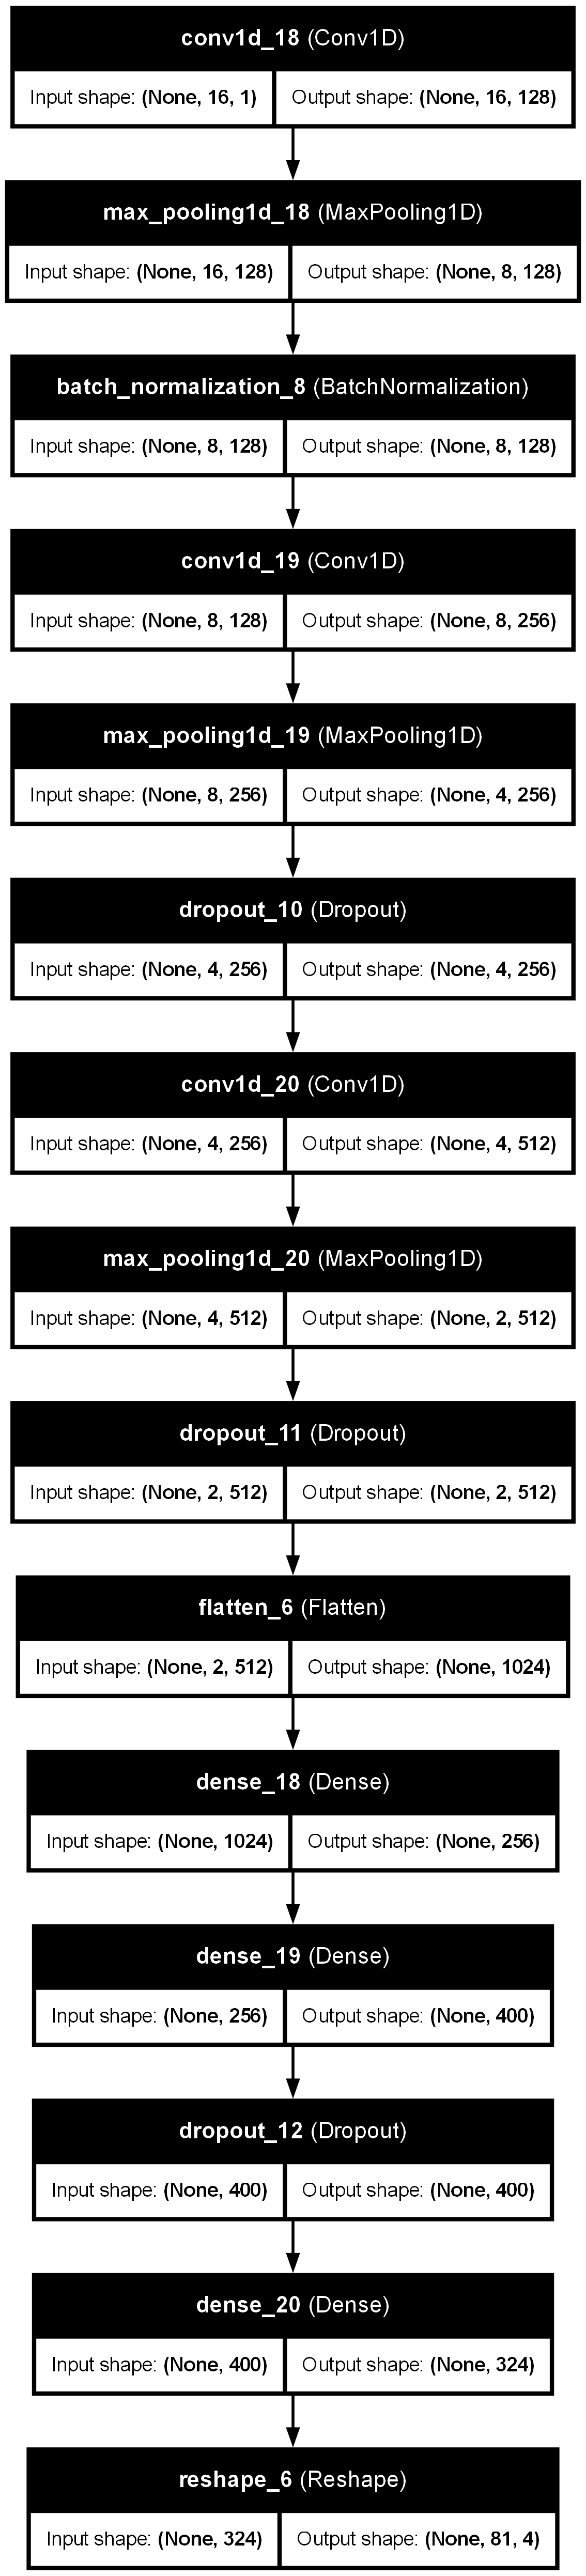 conv1d_18 (Conv1D)
Input shape: (None, 16, 1) Output shape: (None, 16, 128)
max_pooling1d_18 (MaxPooling1D)
Input shape: (None, 16, 128) Output shape: (None, 8, 128)
batch_normalization_8 (BatchNormalization)
Input shape: (None, 8, 128) Output shape: (None, 8, 128)
conv1d_19 (Conv1D)
Input shape: (None, 8, 128) Output shape: (None, 8, 256)
max_pooling1d_19 (MaxPooling1D)
Input shape: (None, 8, 256) Output shape: (None, 4, 256)
dropout_10 (Dropout)
Input shape: (None, 4, 256) Output shape: (None, 4, 256)
conv1d_20 (Conv1D)
Input shape: (None, 4, 256) Output shape: (None, 4, 512)
max_pooling1d_20 (MaxPooling1D)
Input shape: (None, 4, 512) Output shape: (None, 2, 512)
dropout_11 (Dropout)
Input shape: (None, 2, 512) Output shape: (None, 2, 512)
flatten_6 (Flatten)
Input shape: (None, 2, 512) Output shape: (None, 1024)
dense_18 (Dense)
Input shape: (None, 1024) Output shape: (None, 256)
dense_19 (Dense)
Input shape: (None, 256) Output shape: (None, 400)
dropout_12 (Dropout)
Input shape: (None, 400) Output shape: (None, 400)
dense_20 (Dense)
Input shape: (None, 400) Output shape: (None, 324)
reshape_6 (Reshape)
Input shape: (None, 324) Output shape: (None, 81, 4)